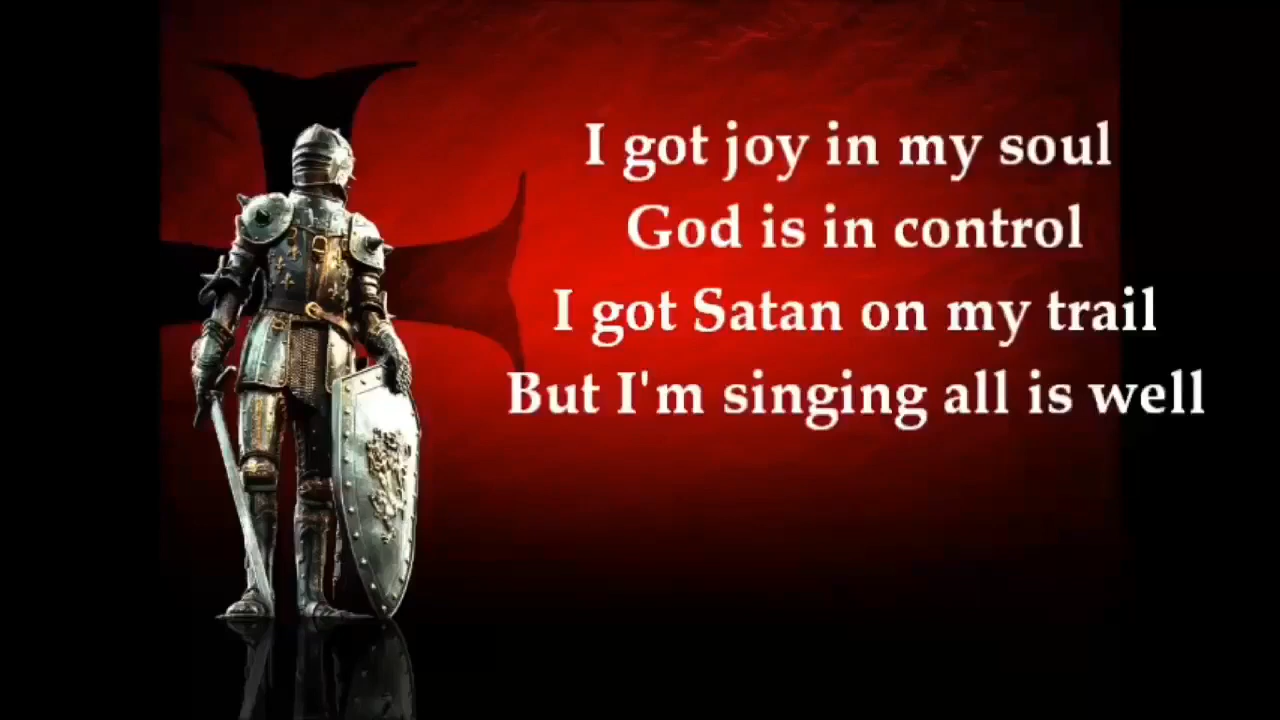 I got joy in my soul
God is in control
I got Satan on my trail
But I'm singing all is well